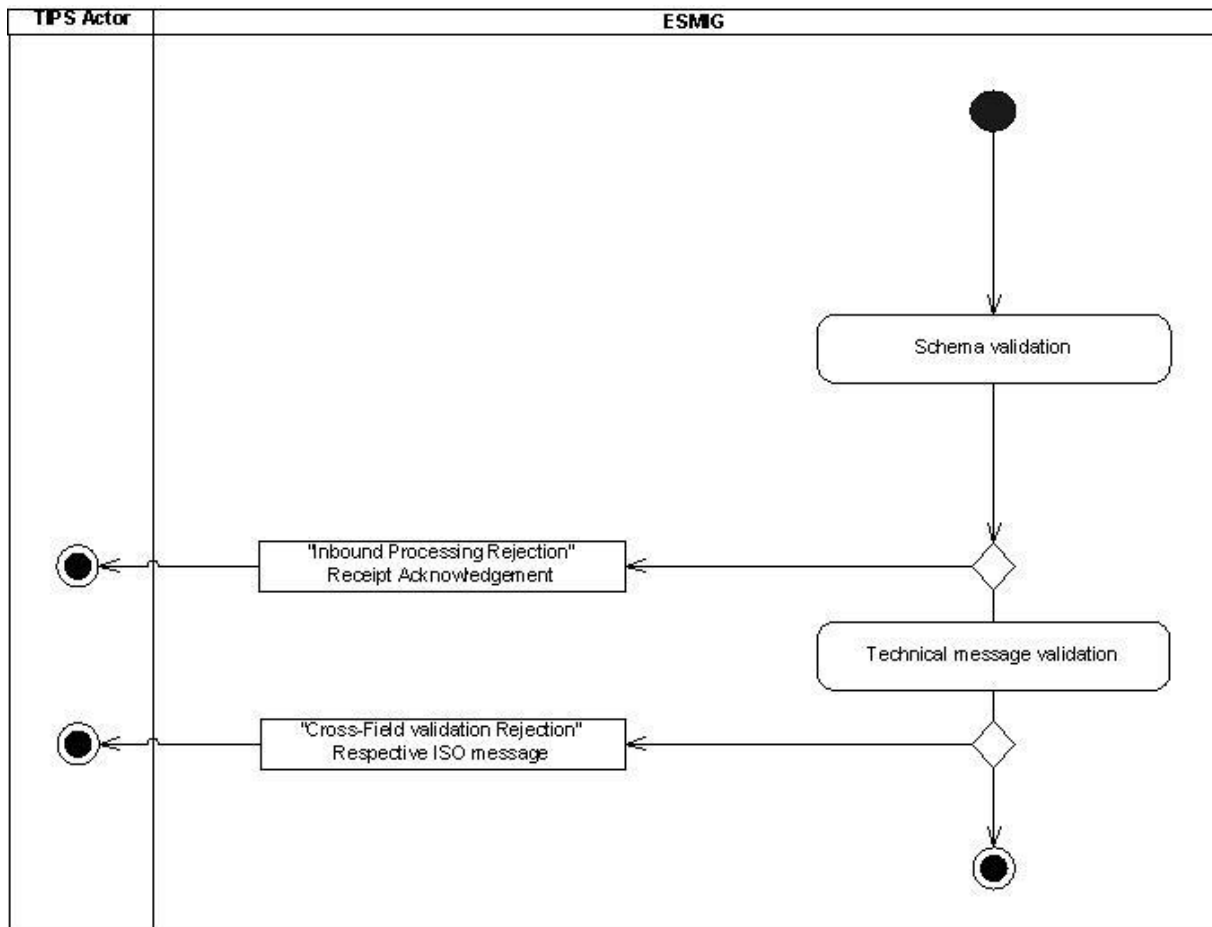 TIPS Actor
ESMIG
Schema validation
"Inbound Processing Rejection"
Receipt Acknowledgement
Technical message validation
"Cross-Field validation Rejection"
Respective ISO message